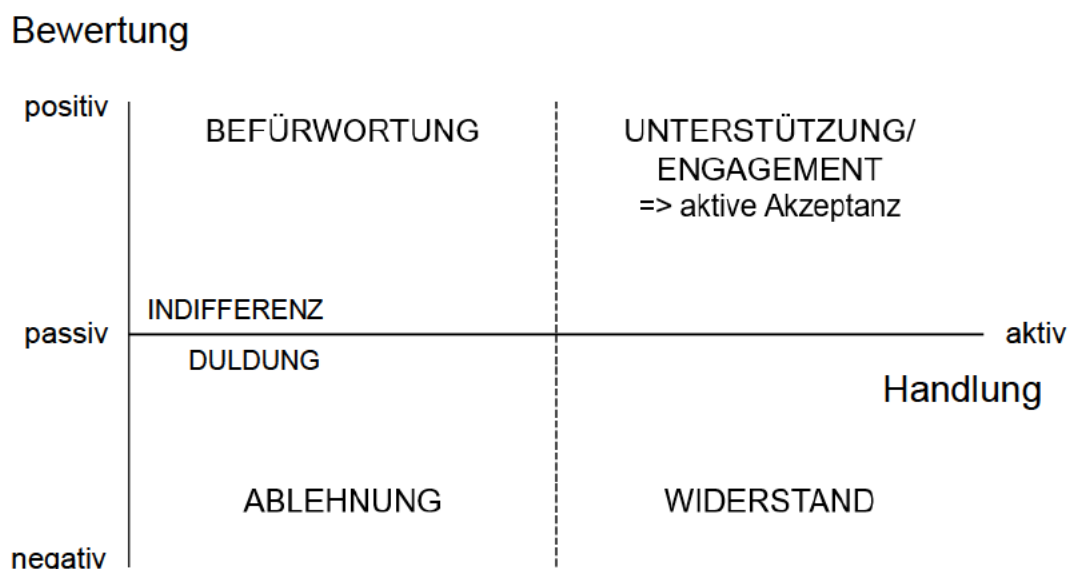 Bewertung
positiv
BEFÜRWORTUNG
UNTERSTÜTZUNG/
ENGAGEMENT
=> aktive Akzeptanz
INDIFFERENZ
passiv
aktiv
DULDUNG
Handlung
ABLEHNUNG
WIDERSTAND
negativ